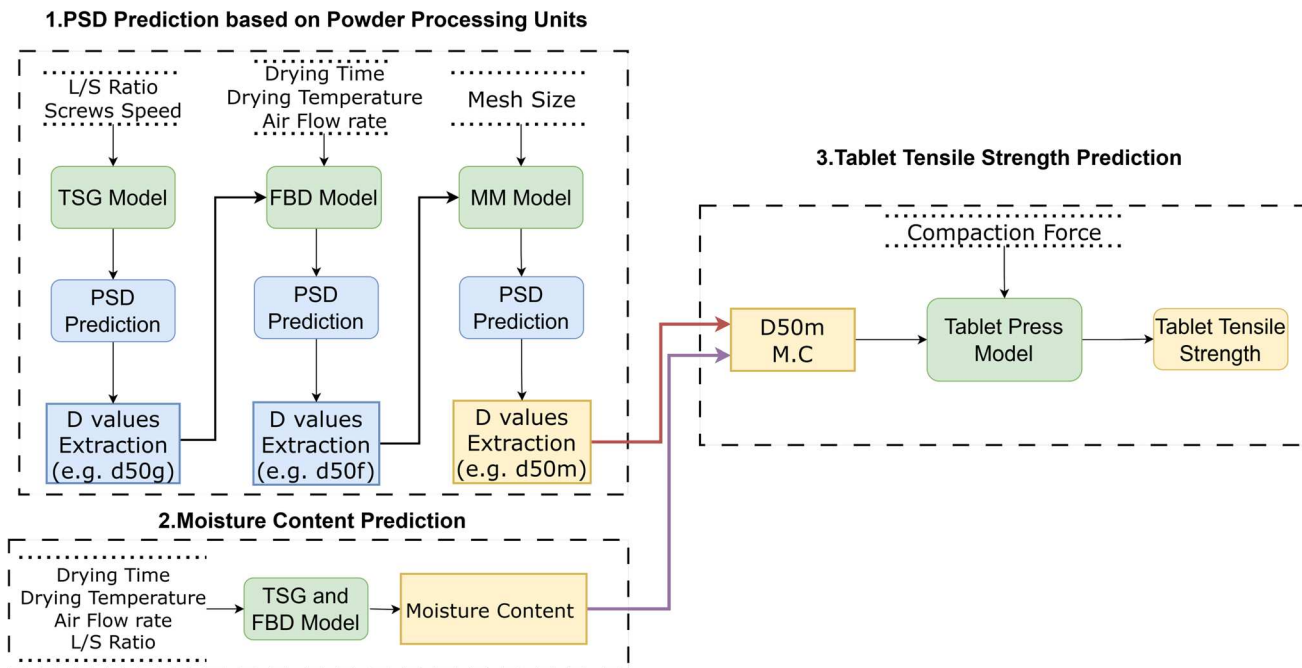 1.PSD Prediction based on Powder Processing Units
L/S Ratio
Screws Speed
Drying Time
Drying Temperature
Air Flow rate
Mesh Size
TSG Model
FBD Model
MM Model
PSD
Prediction
PSD
Prediction
PSD
Prediction
D values
Extraction
(e.g. d50g)
D values
Extraction
(e.g. d50f)
D values
Extraction
(e.g. d50m)
2.Moisture Content Prediction
Drying Time
Drying Temperature
Air Flow rate
L/S Ratio
TSG and
FBD Model
Moisture Content
3.Tablet Tensile Strength Prediction
Compaction Force
D50m
M.C
Tablet Press
Model
Tablet Tensile
Strength